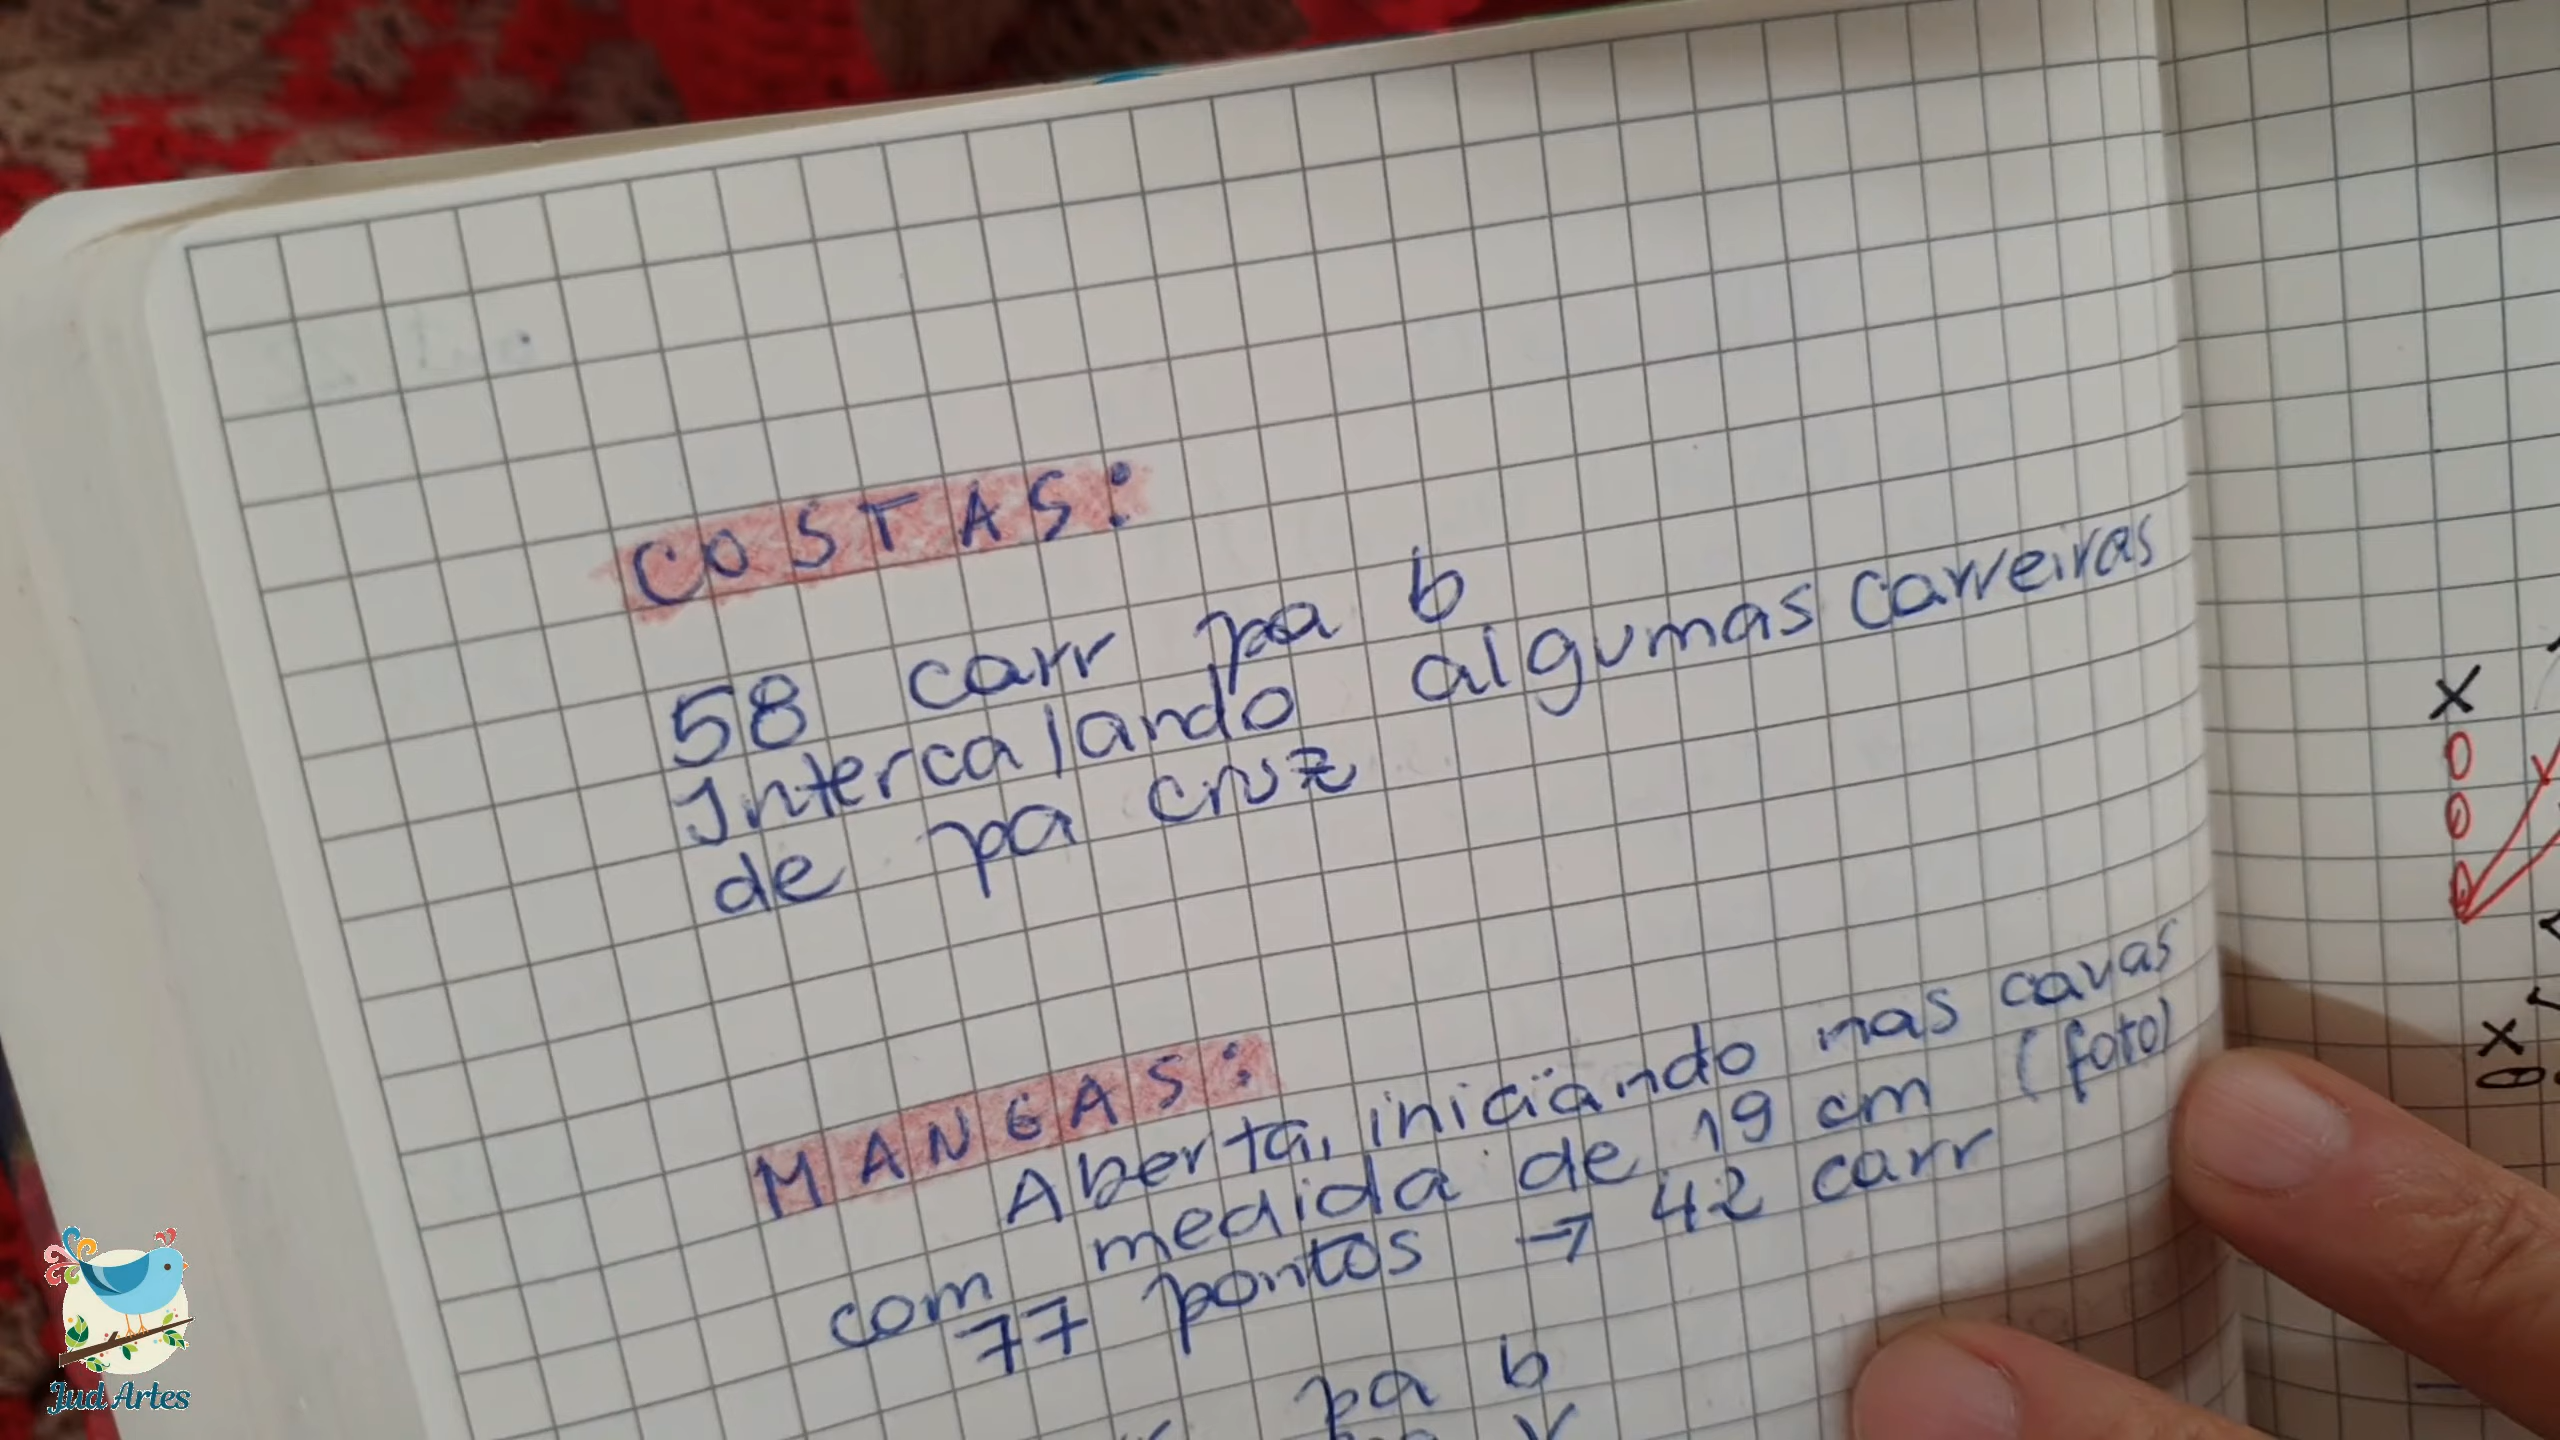 COSTAS:
58 carr pa b
Intercalando algumas carreiras
de pa cruz
MANGAS:
Aberta, iniciando nas cavas
com medida de 19 cm (foto)
77 pontos → 42 carr
pa b
Jud Artes